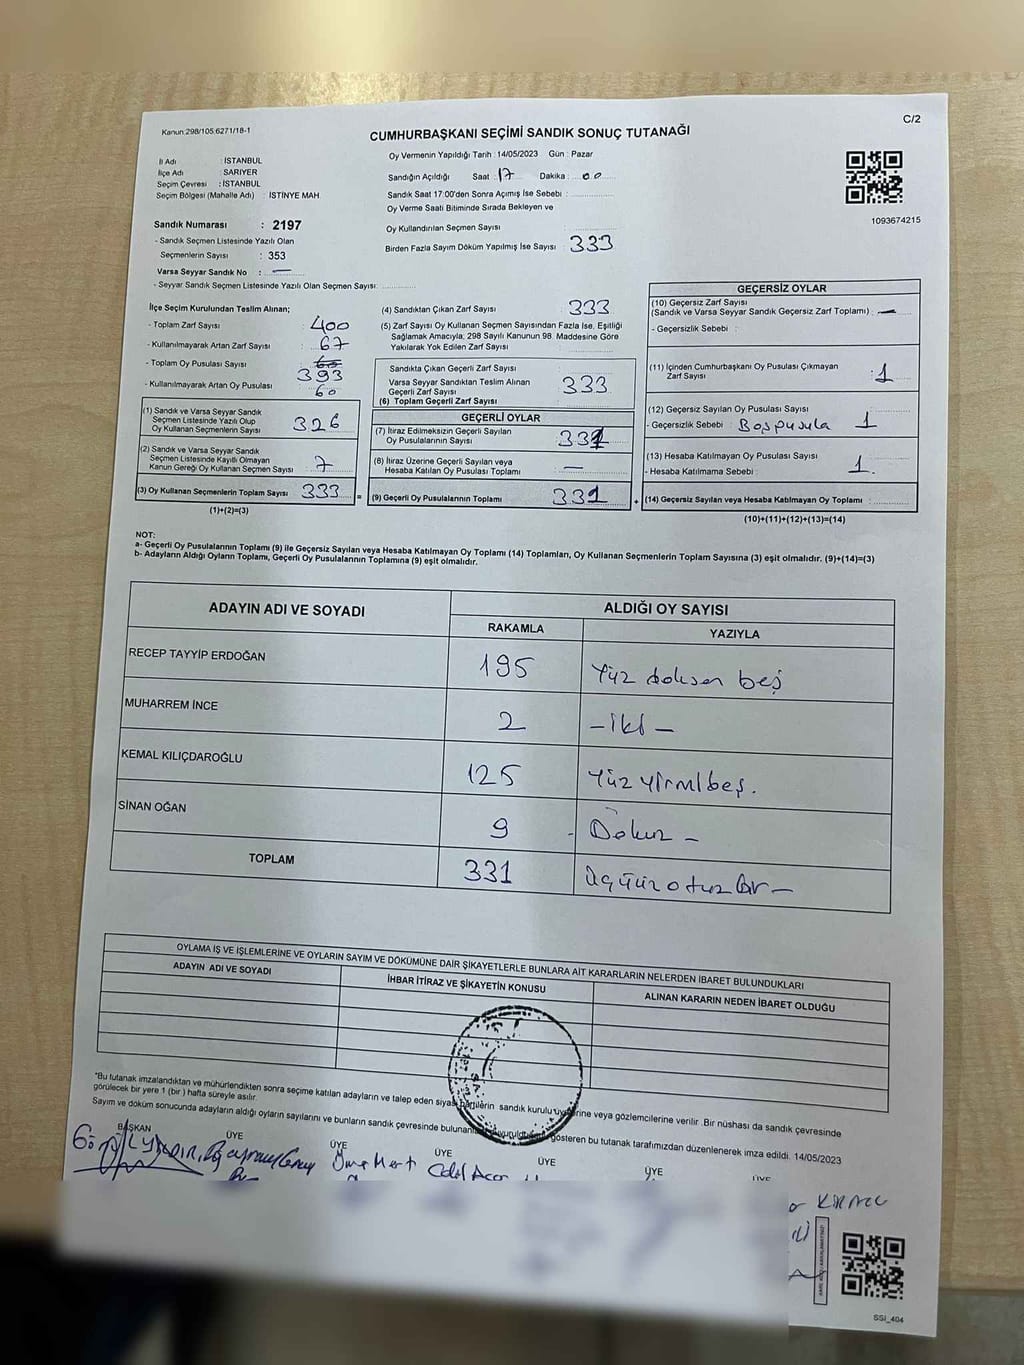 Kanun:298/105.6271/18-1
C/2
CUMHURBAŞKANI SEÇİMİ SANDIK SONUÇ TUTANAĞI
İl Adı : İSTANBUL
İlçe Adı : SARIYER
Seçim Çevresi : İSTANBUL
Seçim Bölgesi (Mahalle Adı) : İSTİNYE MAH
Sandık Numarası : 2197
- Sandık Seçmen Listesinde Yazılı Olan
Seçmenlerin Sayısı : 353
Varsa Seyyar Sandık No : —
- Seyyar Sandık Seçmen Listesinde Yazılı Olan Seçmen Sayısı:
Oy Vermenin Yapıldığı Tarih :14/05/2023 Gün : Pazar
Sandığın Açıldığı Saat : 17 Dakika : 00
Sandık Saat 17:00'den Sonra Açımış İse Sebebi :
Oy Verme Saati Bitiminde Sırada Bekleyen ve
Oy Kullandırılan Seçmen Sayısı
Birden Fazla Sayım Döküm Yapılmış İse Sayısı 333
1093674215
İlçe Seçim Kurulundan Teslim Alınan;
- Toplam Zarf Sayısı : 400
- Kullanılmayarak Artan Zarf Sayısı : 67
- Toplam Oy Pusulası Sayısı : 393
- Kullanılmayarak Artan Oy Pusulası : 60
(1) Sandık ve Varsa Seyyar Sandık
Seçmen Listesinde Yazılı Olup
Oy Kullanan Seçmenlerin Sayısı 326
(2) Sandık ve Varsa Seyyar Sandık
Seçmen Listesinde Kayıtlı Olmayan
Kanun Gereği Oy Kullanan Seçmen Sayısı 7
(3) Oy Kullanan Seçmenlerin Toplam Sayısı 333 =
(1)+(2)=(3)
(4) Sandıktan Çıkan Zarf Sayısı 333
(5) Zarf Sayısı Oy Kullanan Seçmen Sayısından Fazla İse, Eşitliği
Sağlamak Amacıyla; 298 Sayılı Kanunun 98. Maddesine Göre
Yakılarak Yok Edilen Zarf Sayısı
Sandıkta Çıkan Geçerli Zarf Sayısı
Varsa Seyyar Sandıktan Teslim Alınan
Geçerli Zarf Sayısı 333
(6) Toplam Geçerli Zarf Sayısı
GEÇERLİ OYLAR
(7) İtiraz Edilmeksizin Geçerli Sayılan
Oy Pusulalarının Sayısı 331
(8) İtiraz Üzerine Geçerli Sayılan veya
Hesaba Katılan Oy Pusulası Toplamı —
(9) Geçerli Oy Pusulalarının Toplamı 331 +
GEÇERSİZ OYLAR
(10) Geçersiz Zarf Sayısı
(Sandık ve Varsa Seyyar Sandık Geçersiz Zarf Toplamı) : —
- Geçersizlik Sebebi :
(11) İçinden Cumhurbaşkanı Oy Pusulası Çıkmayan
Zarf Sayısı : 1
(12) Geçersiz Sayılan Oy Pusulası Sayısı
- Geçersizlik Sebebi : Boş pusula 1
(13) Hesaba Katılmayan Oy Pusulası Sayısı
- Hesaba Katılmama Sebebi : 1.
(14) Geçersiz Sayılan veya Hesaba Katılmayan Oy Toplamı :
(10)+(11)+(12)+(13)=(14)
NOT:
a- Geçerli Oy Pusulalarının Toplamı (9) ile Geçersiz Sayılan veya Hesaba Katılmayan Oy Toplamı (14) Toplamları, Oy Kullanan Seçmenlerin Toplam Sayısına (3) eşit olmalıdır. (9)+(14)=(3)
b- Adayların Aldığı Oyların Toplamı, Geçerli Oy Pusulalarının Toplamına (9) eşit olmalıdır.
ADAYIN ADI VE SOYADI ALDIĞI OY SAYISI
RAKAMLA YAZIYLA
RECEP TAYYİP ERDOĞAN 195 Yüz doksan beş
MUHARREM İNCE 2 - iki -
KEMAL KILIÇDAROĞLU 125 Yüz yirmi beş.
SİNAN OĞAN 9 - Dokuz -
TOPLAM 331 üçyüz otuz bir -
OYLAMA İŞ VE İŞLEMLERİNE VE OYLARIN SAYIM VE DÖKÜMÜNE DAİR ŞİKAYETLERLE BUNLARA AİT KARARLARIN NELERDEN İBARET BULUNDUKLARI
ADAYIN ADI VE SOYADI İHBAR İTİRAZ VE ŞİKAYETİN KONUSU ALINAN KARARIN NEDEN İBARET OLDUĞU
*Bu tutanak imzalandıktan ve mühürlendikten sonra seçime katılan adayların ve talep eden siyasi partilerin sandık kurulu üyelerine veya gözlemcilerine verilir. Bir nüshası da sandık çevresinde
görülecek bir yere 1 (bir ) hafta süreyle asılır.
Sayım ve döküm sonucunda adayların aldığı oyların sayılarını ve bunların sandık çevresinde gösteren bu tutanak tarafımızdan düzenlenerek imza edildi. 14/05/2023
BAŞKAN ÜYE ÜYE ÜYE ÜYE ÜYE ÜYE
Mert
SSI_404